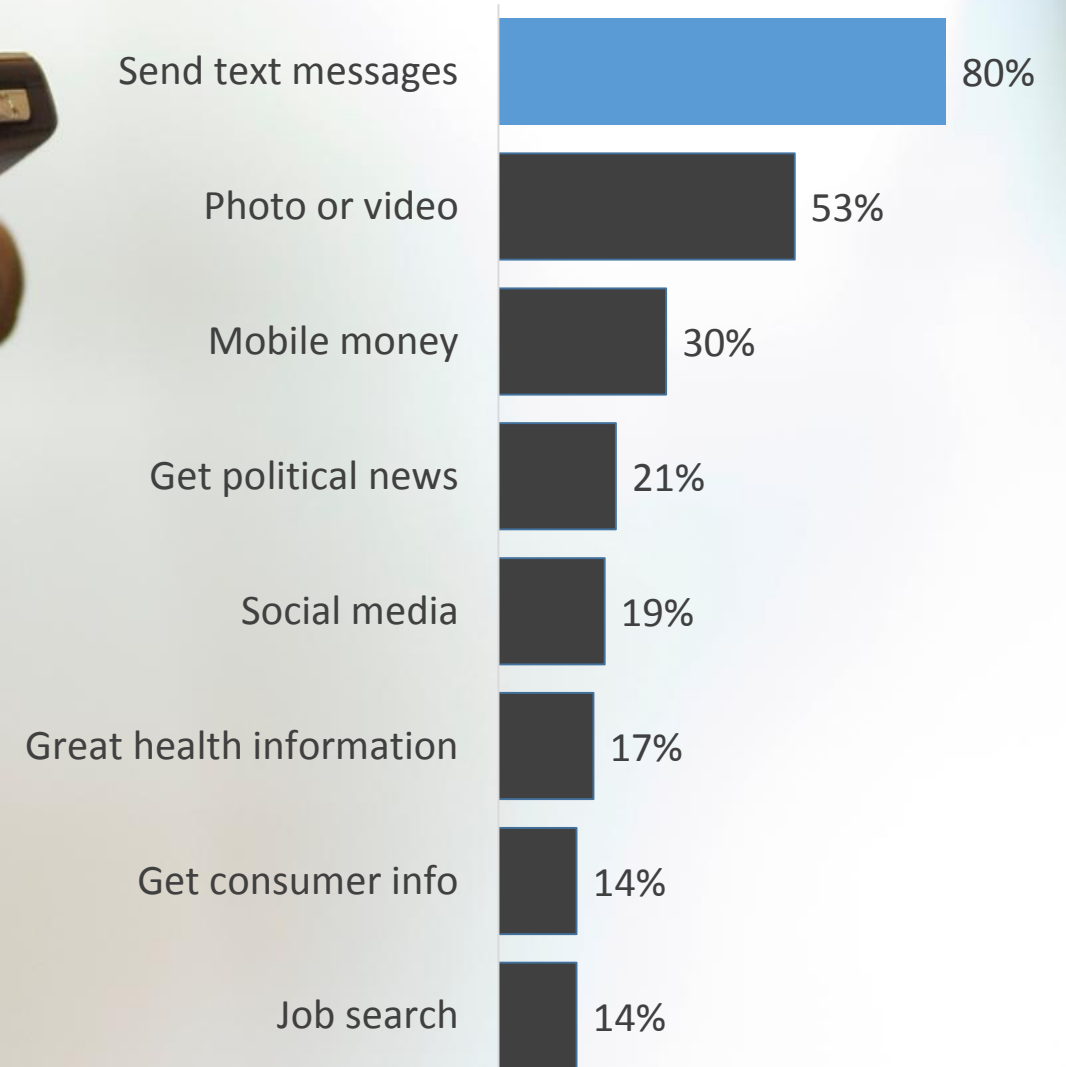 Send text messages 80%
Photo or video 53%
Mobile money 30%
Get political news 21%
Social media 19%
Great health information 17%
Get consumer info 14%
Job search 14%